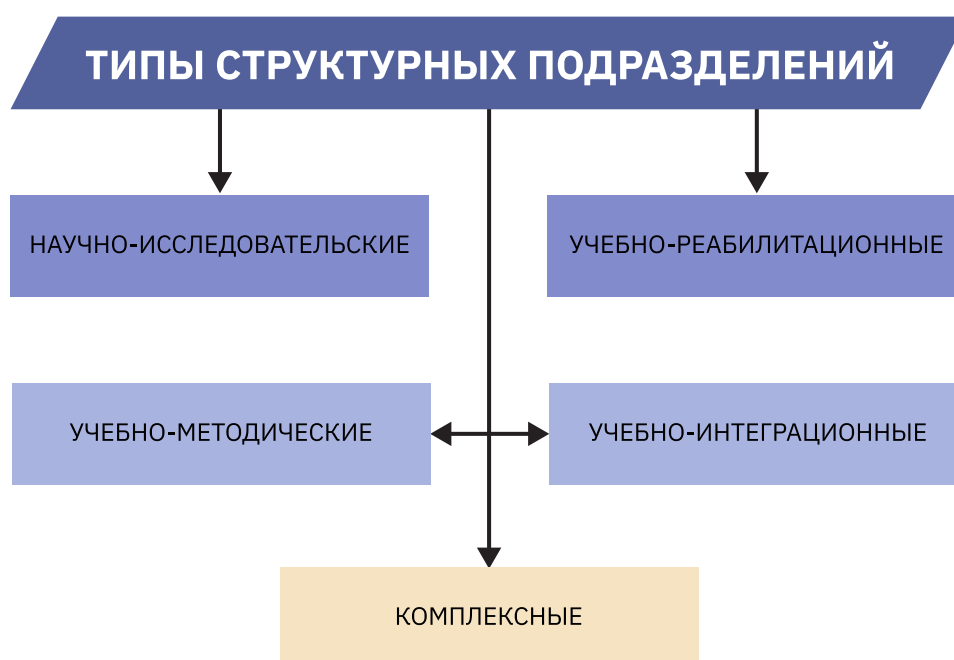 ТИПЫ СТРУКТУРНЫХ ПОДРАЗДЕЛЕНИЙ
НАУЧНО-ИССЛЕДОВАТЕЛЬСКИЕ
УЧЕБНО-РЕАБИЛИТАЦИОННЫЕ
УЧЕБНО-МЕТОДИЧЕСКИЕ
УЧЕБНО-ИНТЕГРАЦИОННЫЕ
КОМПЛЕКСНЫЕ